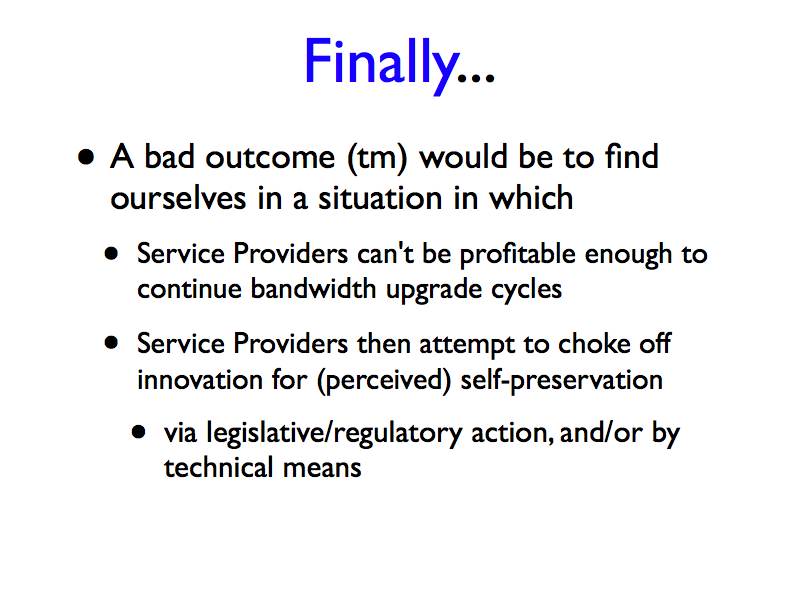 Finally...
• A bad outcome (tm) would be to find
ourselves in a situation in which
• Service Providers can't be profitable enough to
continue bandwidth upgrade cycles
• Service Providers then attempt to choke off
innovation for (perceived) self-preservation
• via legislative/regulatory action, and/or by
technical means